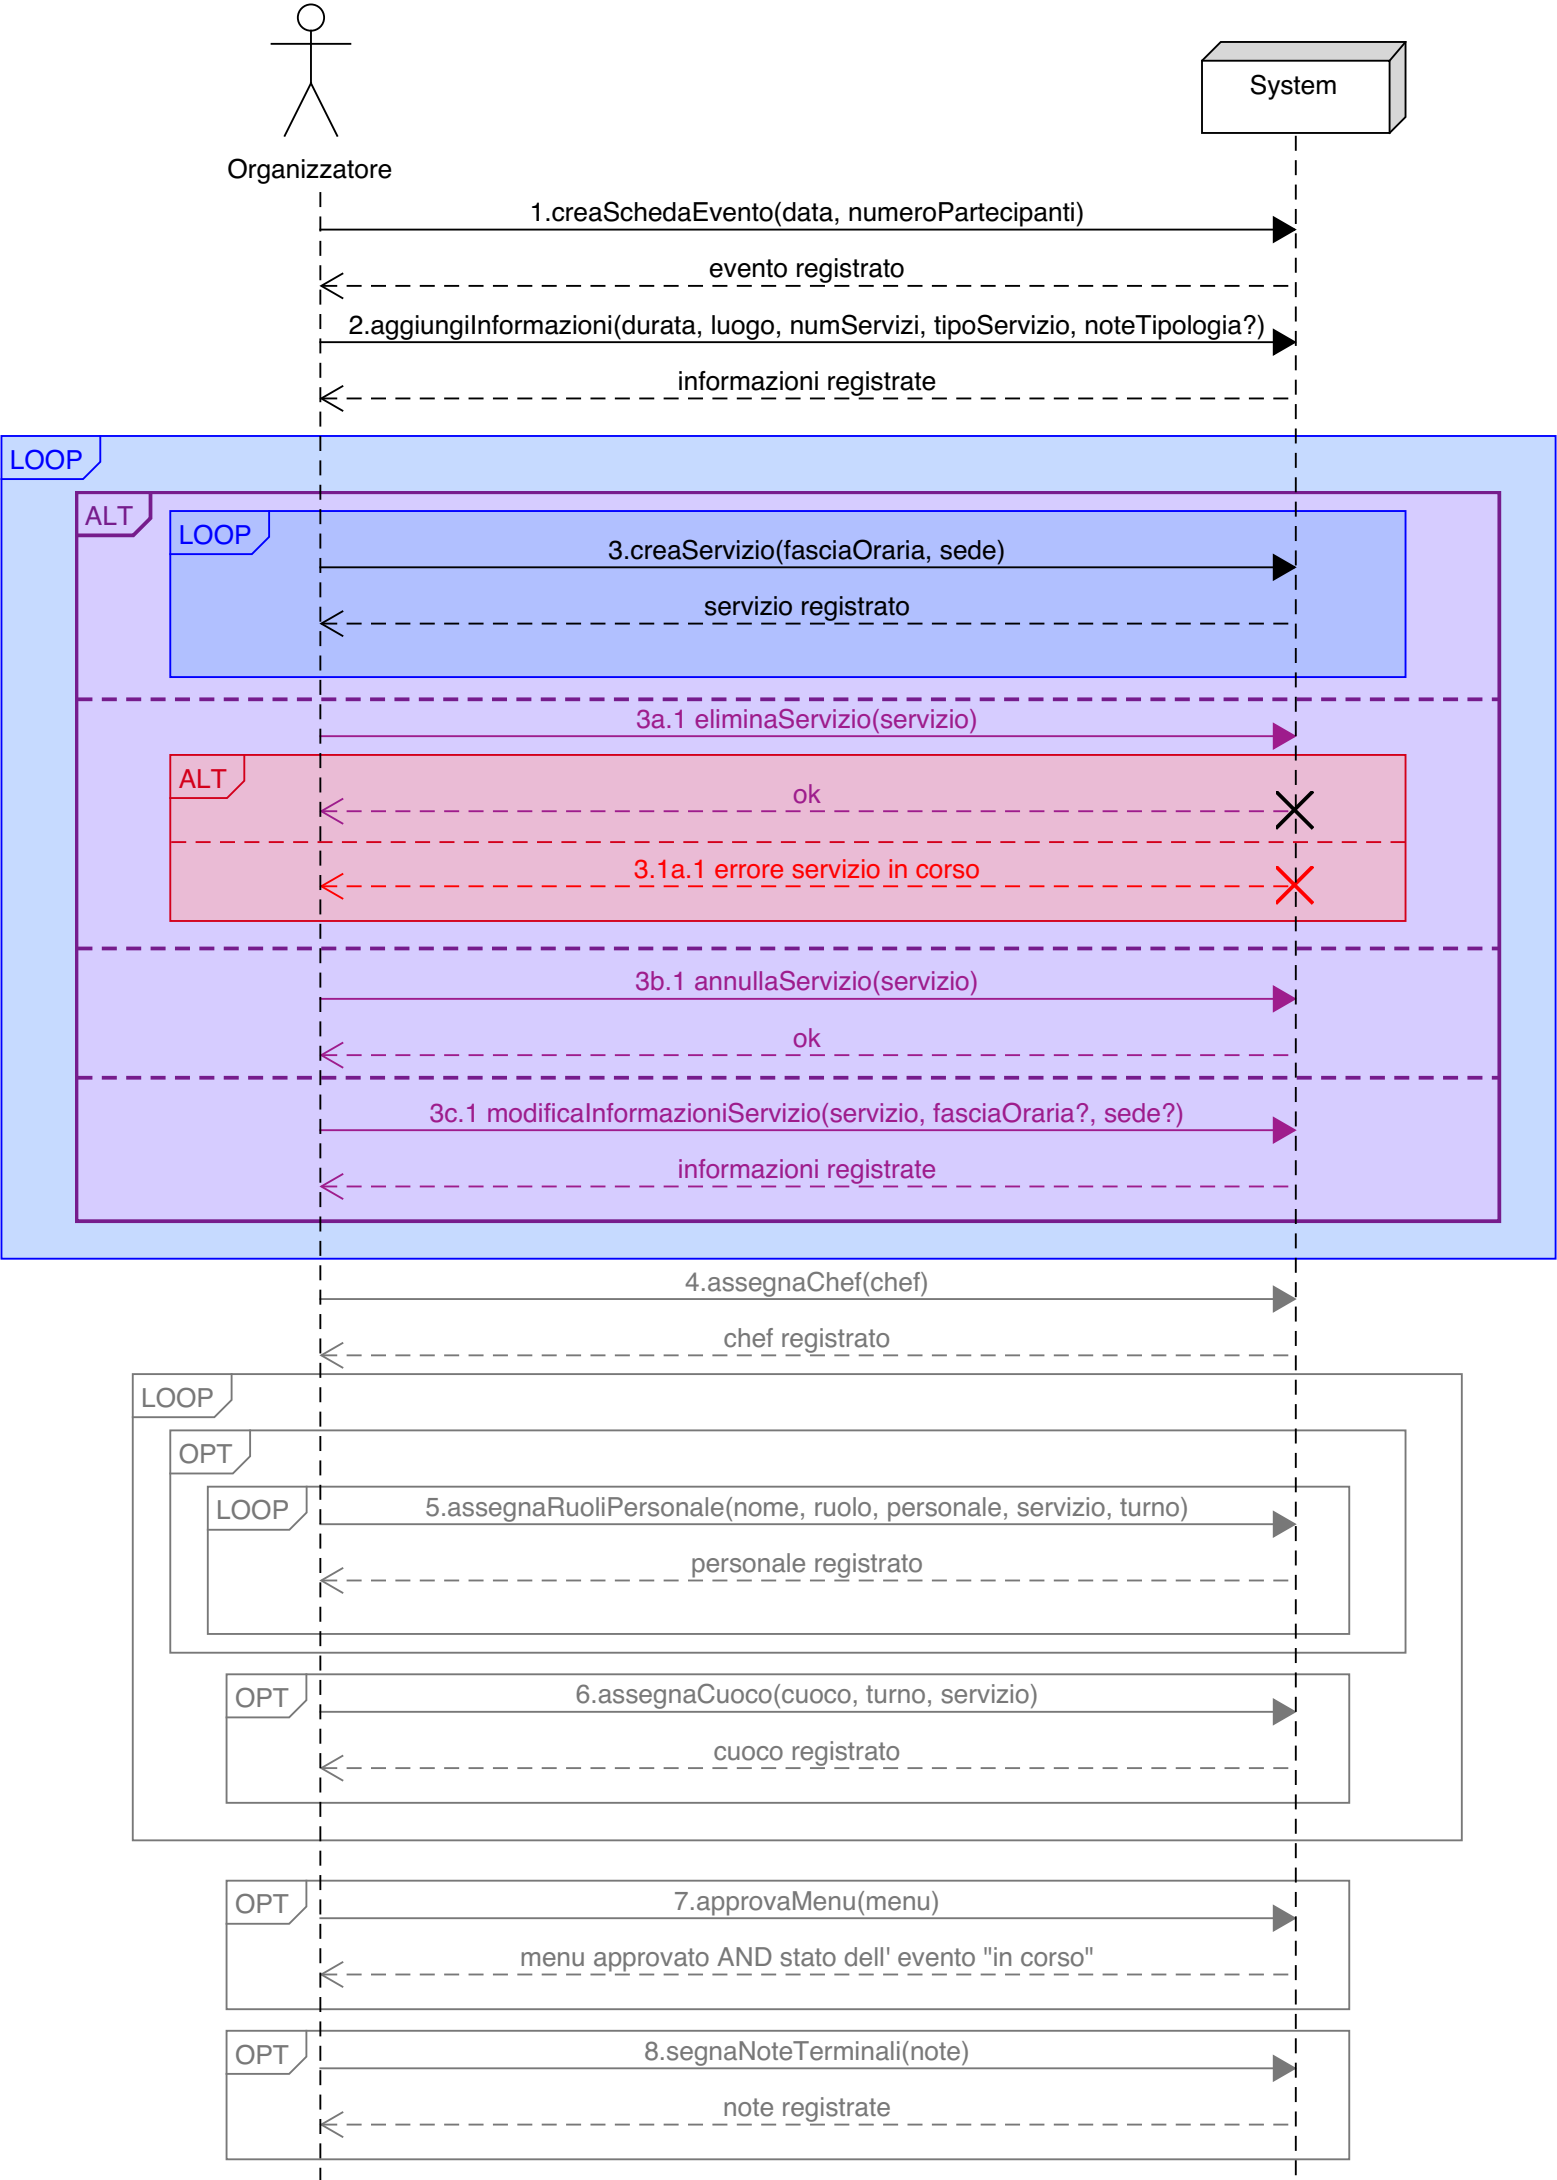 System
Organizzatore
1.creaSchedaEvento(data, numeroPartecipanti)
evento registrato
2.aggiungiInformazioni(durata, luogo, numServizi, tipoServizio, noteTipologia?)
informazioni registrate
LOOP
ALT
LOOP
3.creaServizio(fasciaOraria, sede)
servizio registrato
3a.1 eliminaServizio(servizio)
ALT
ok
3.1a.1 errore servizio in corso
3b.1 annullaServizio(servizio)
ok
3c.1 modificaInformazioniServizio(servizio, fasciaOraria?, sede?)
informazioni registrate
4.assegnaChef(chef)
chef registrato
LOOP
OPT
LOOP
5.assegnaRuoliPersonale(nome, ruolo, personale, servizio, turno)
personale registrato
OPT
6.assegnaCuoco(cuoco, turno, servizio)
cuoco registrato
OPT
7.approvaMenu(menu)
menu approvato AND stato dell' evento "in corso"
OPT
8.segnaNoteTerminali(note)
note registrate